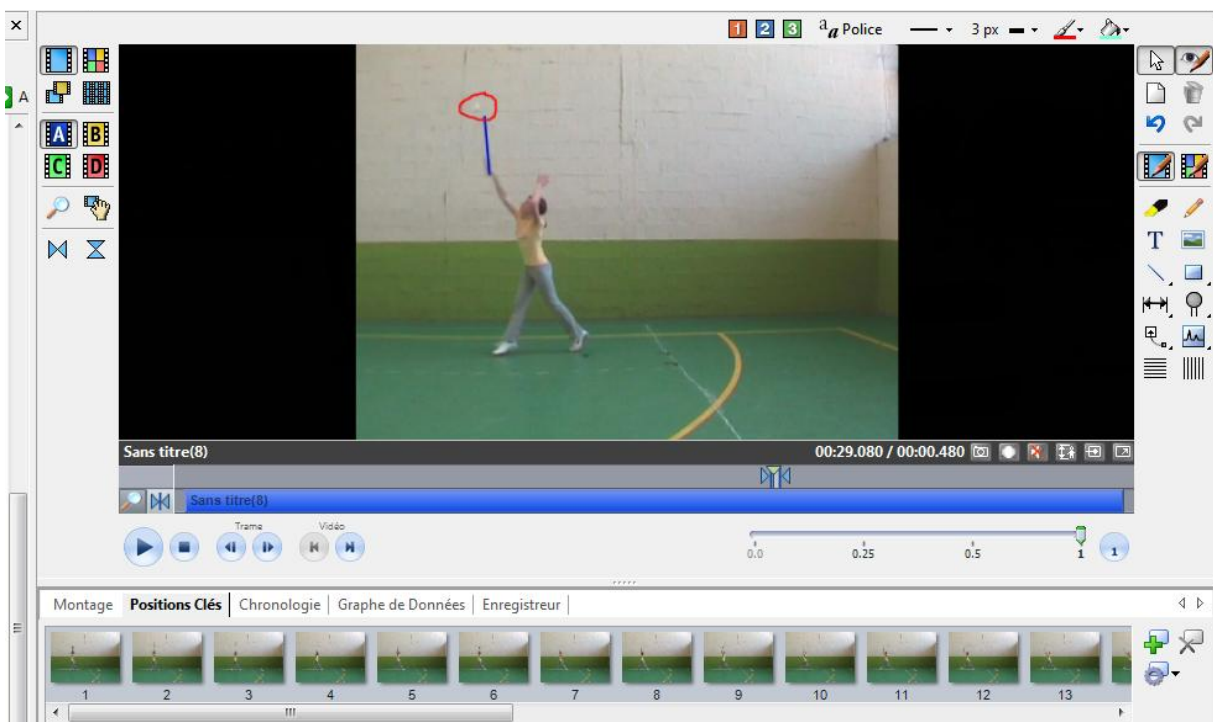 1 2 3 aa Police 3 px
A
A B
C D
T
Sans titre(8) 00:29.080 / 00:00.480
Sans titre(8)
Trame Vidéo
0.0 0.25 0.5 1 1
Montage Positions Clés Chronologie Graphe de Données Enregistreur
1 2 3 4 5 6 7 8 9 10 11 12 13